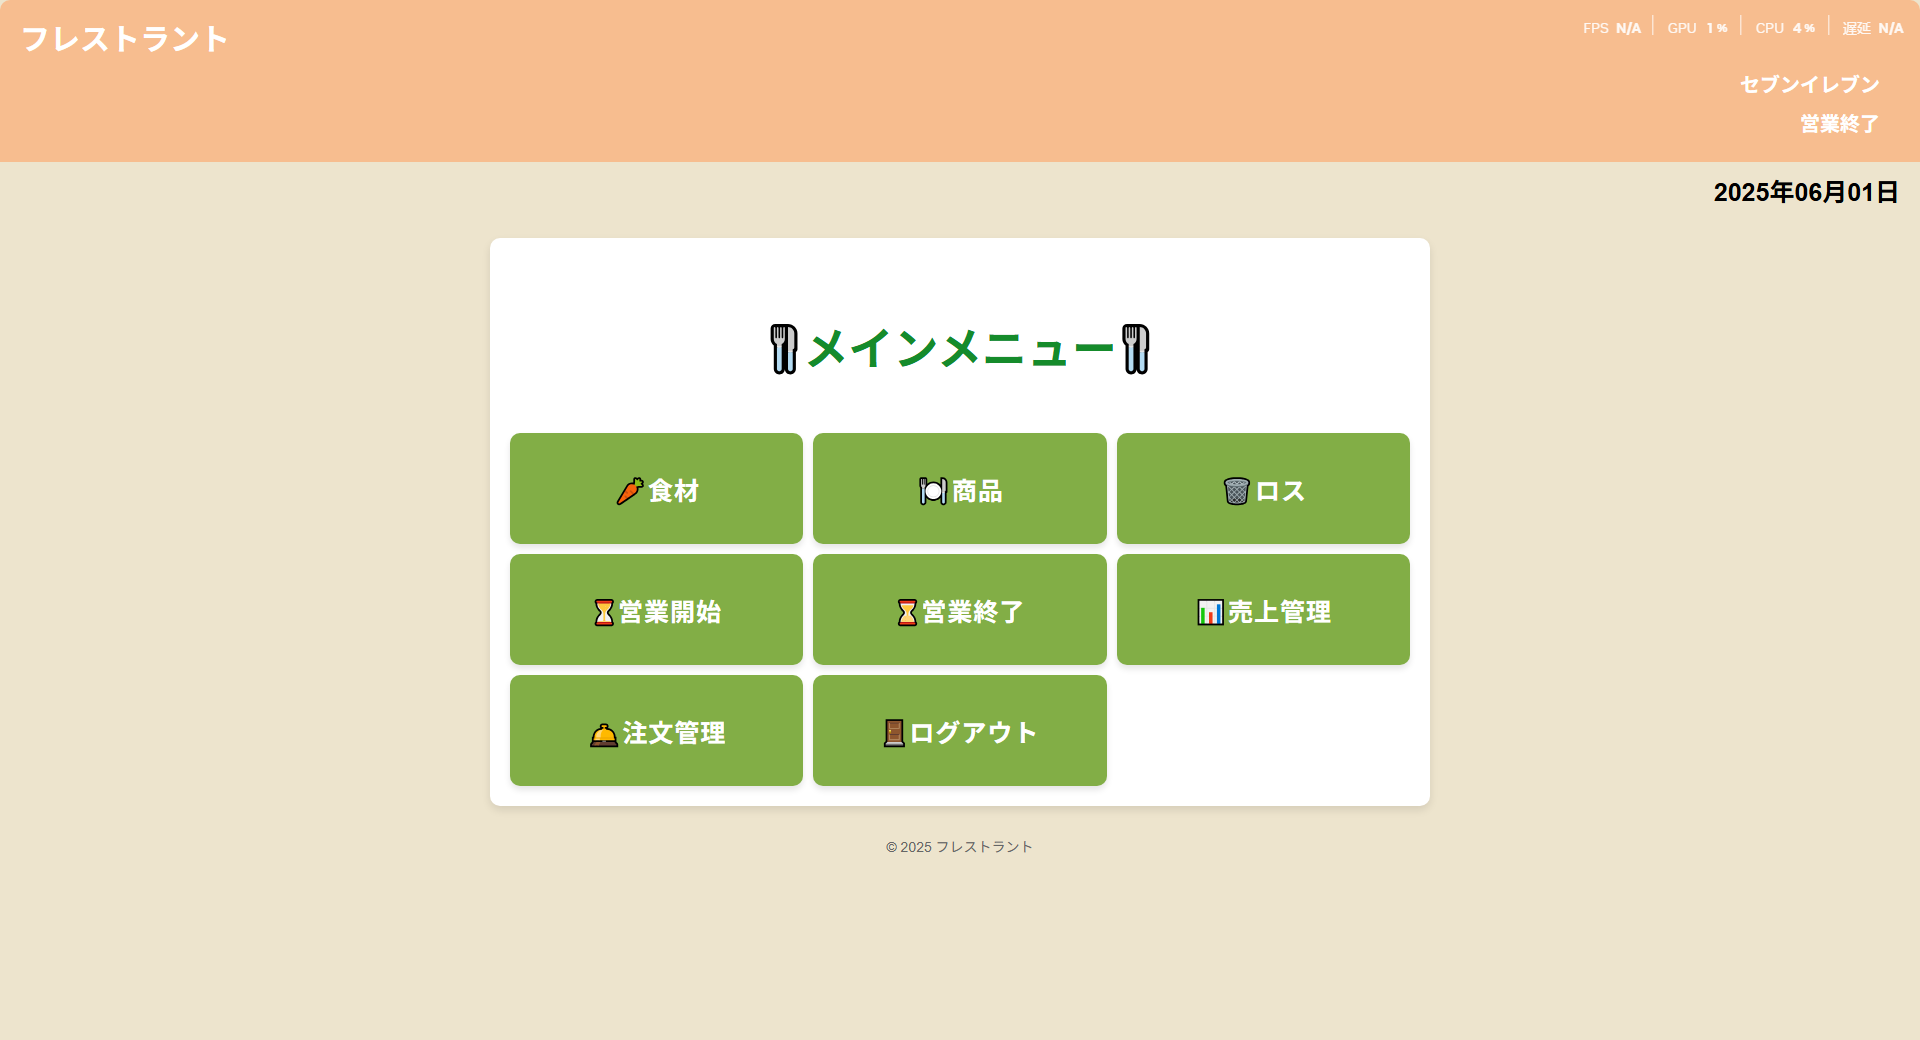 フレストラント
FPS N/A GPU 1% CPU 4% 遅延 N/A
セブンイレブン
営業終了
2025年06月01日
メインメニュー
食材
商品
ロス
営業開始
営業終了
売上管理
注文管理
ログアウト
© 2025 フレストラント